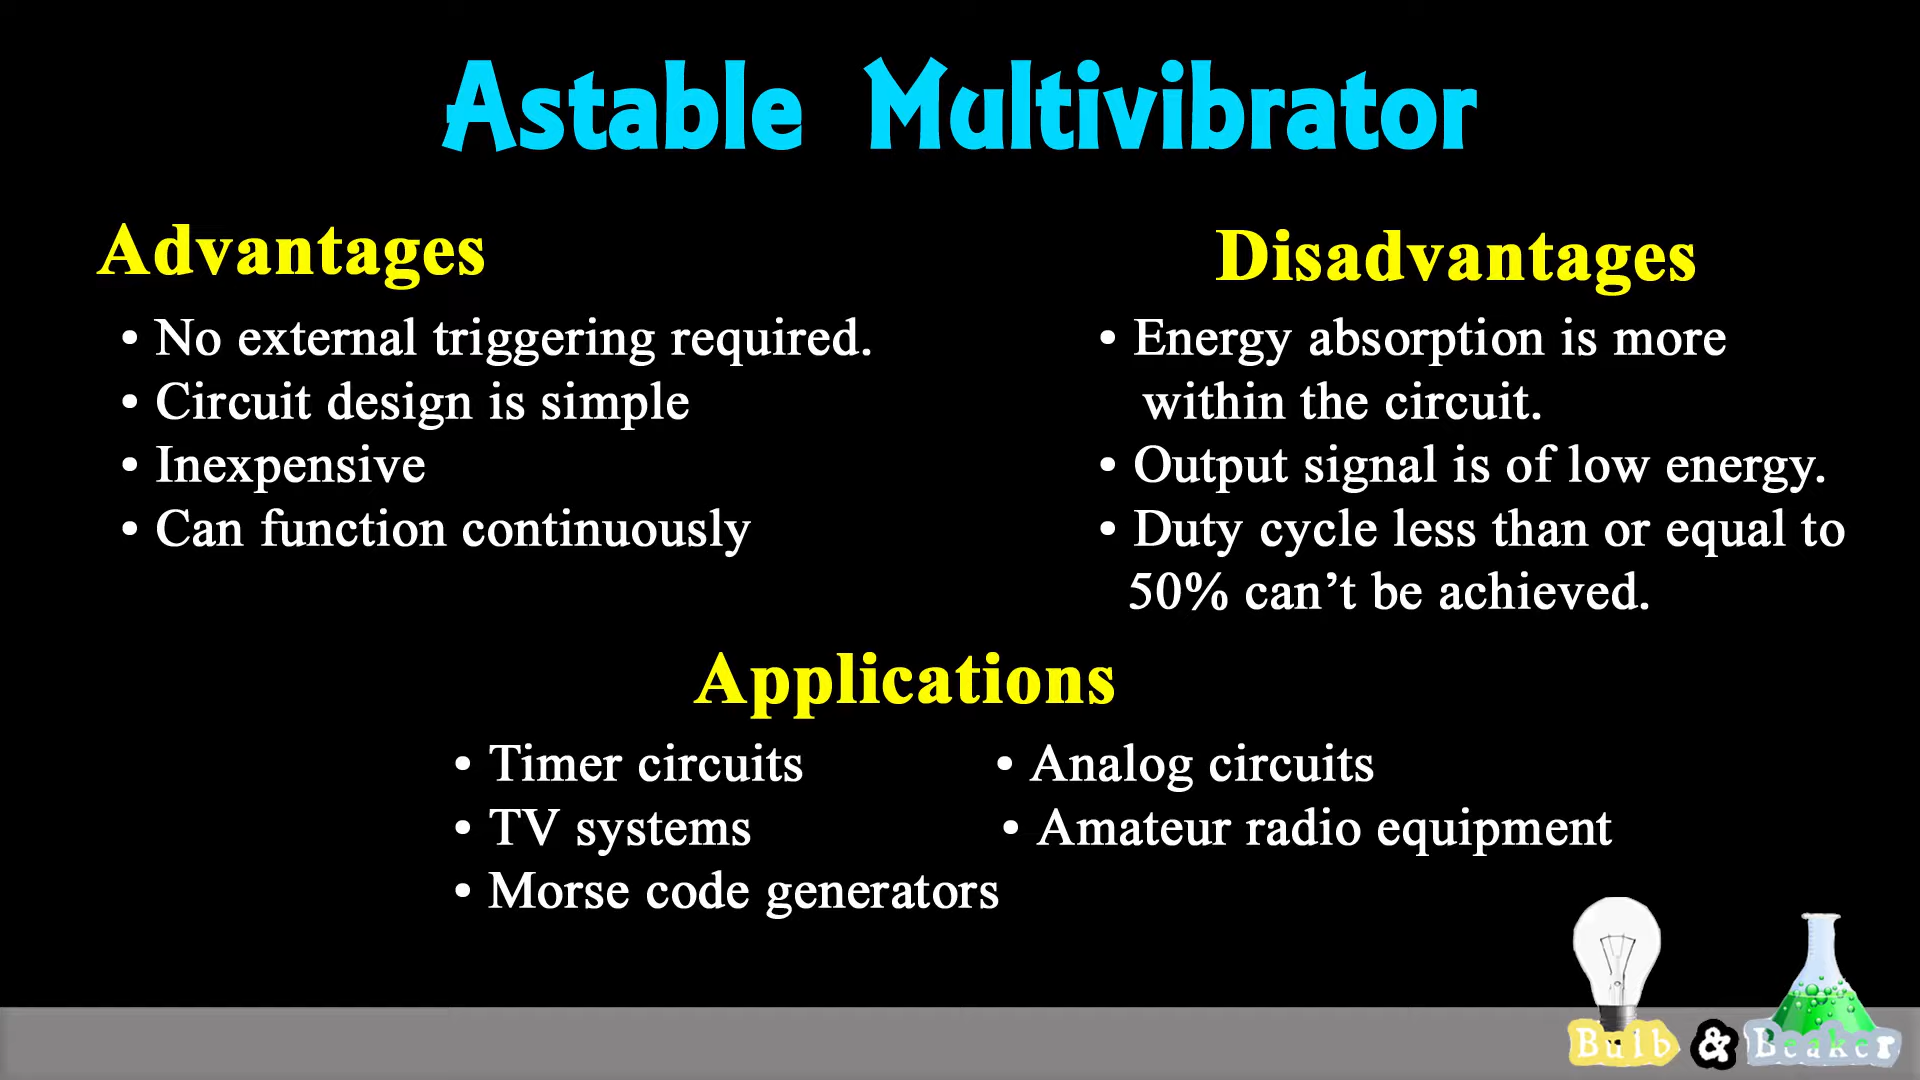 Astable Multivibrator
Advantages
• No external triggering required.
• Circuit design is simple
• Inexpensive
• Can function continuously
Disadvantages
• Energy absorption is more
within the circuit.
• Output signal is of low energy.
• Duty cycle less than or equal to
50% can’t be achieved.
Applications
• Timer circuits
• TV systems
• Morse code generators
• Analog circuits
• Amateur radio equipment
Bulb & Beaker